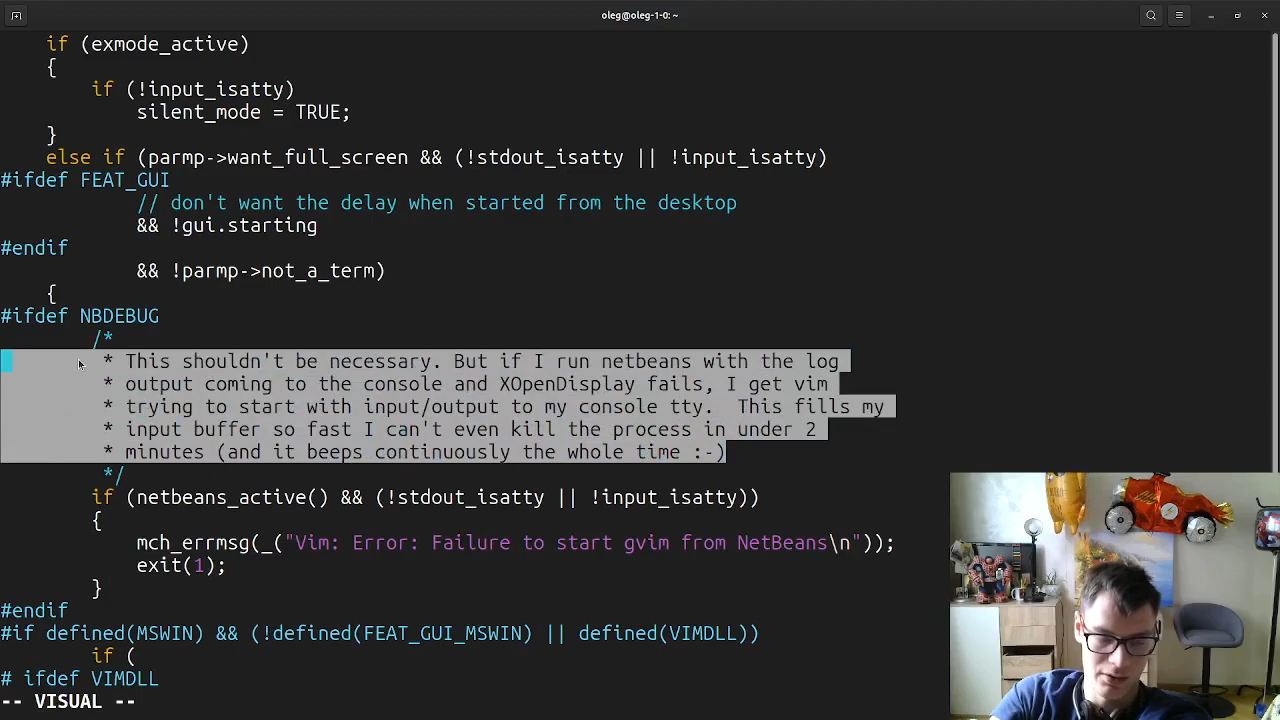 oleg@oleg-1-0: ~
if (exmode_active)
{
if (!input_isatty)
silent_mode = TRUE;
}
else if (parmp->want_full_screen && (!stdout_isatty || !input_isatty)
#ifdef FEAT_GUI
// don't want the delay when started from the desktop
&& !gui.starting
#endif
&& !parmp->not_a_term)
{
#ifdef NBDEBUG
/*
* This shouldn't be necessary. But if I run netbeans with the log
* output coming to the console and XOpenDisplay fails, I get vim
* trying to start with input/output to my console tty.  This fills my
* input buffer so fast I can't even kill the process in under 2
* minutes (and it beeps continuously the whole time :-)
*/
if (netbeans_active() && (!stdout_isatty || !input_isatty))
{
mch_errmsg(_("Vim: Error: Failure to start gvim from NetBeans\n"));
exit(1);
}
#endif
#if defined(MSWIN) && (!defined(FEAT_GUI_MSWIN) || defined(VIMDLL))
if (
# ifdef VIMDLL
-- VISUAL --